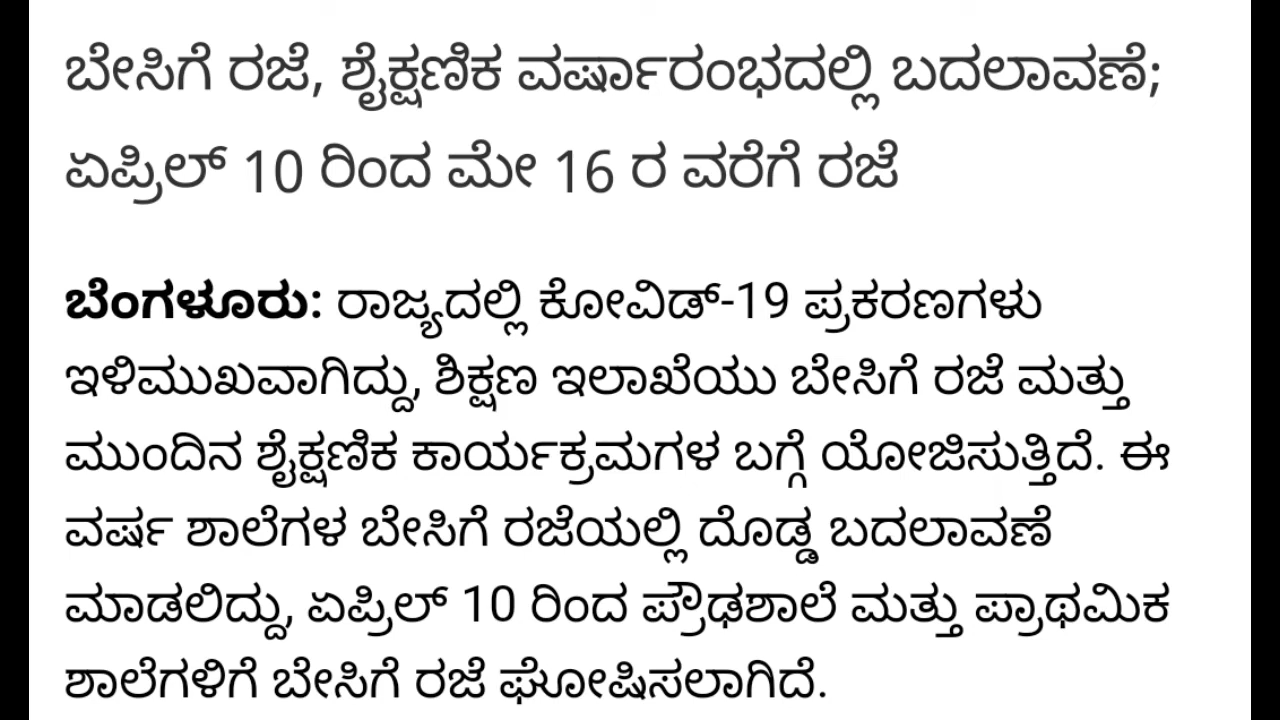 ಬೇಸಿಗೆ ರಜೆ, ಶೈಕ್ಷಣಿಕ ವರ್ಷಾರಂಭದಲ್ಲಿ ಬದಲಾವಣೆ;
ಏಪ್ರಿಲ್ 10 ರಿಂದ ಮೇ 16 ರ ವರೆಗೆ ರಜೆ
ಬೆಂಗಳೂರು: ರಾಜ್ಯದಲ್ಲಿ ಕೋವಿಡ್-19 ಪ್ರಕರಣಗಳು
ಇಳಿಮುಖವಾಗಿದ್ದು, ಶಿಕ್ಷಣ ಇಲಾಖೆಯು ಬೇಸಿಗೆ ರಜೆ ಮತ್ತು
ಮುಂದಿನ ಶೈಕ್ಷಣಿಕ ಕಾರ್ಯಕ್ರಮಗಳ ಬಗ್ಗೆ ಯೋಜಿಸುತ್ತಿದೆ. ಈ
ವರ್ಷ ಶಾಲೆಗಳ ಬೇಸಿಗೆ ರಜೆಯಲ್ಲಿ ದೊಡ್ಡ ಬದಲಾವಣೆ
ಮಾಡಲಿದ್ದು, ಏಪ್ರಿಲ್ 10 ರಿಂದ ಪ್ರೌಢಶಾಲೆ ಮತ್ತು ಪ್ರಾಥಮಿಕ
ಶಾಲೆಗಳಿಗೆ ಬೇಸಿಗೆ ರಜೆ ಘೋಷಿಸಲಾಗಿದೆ.